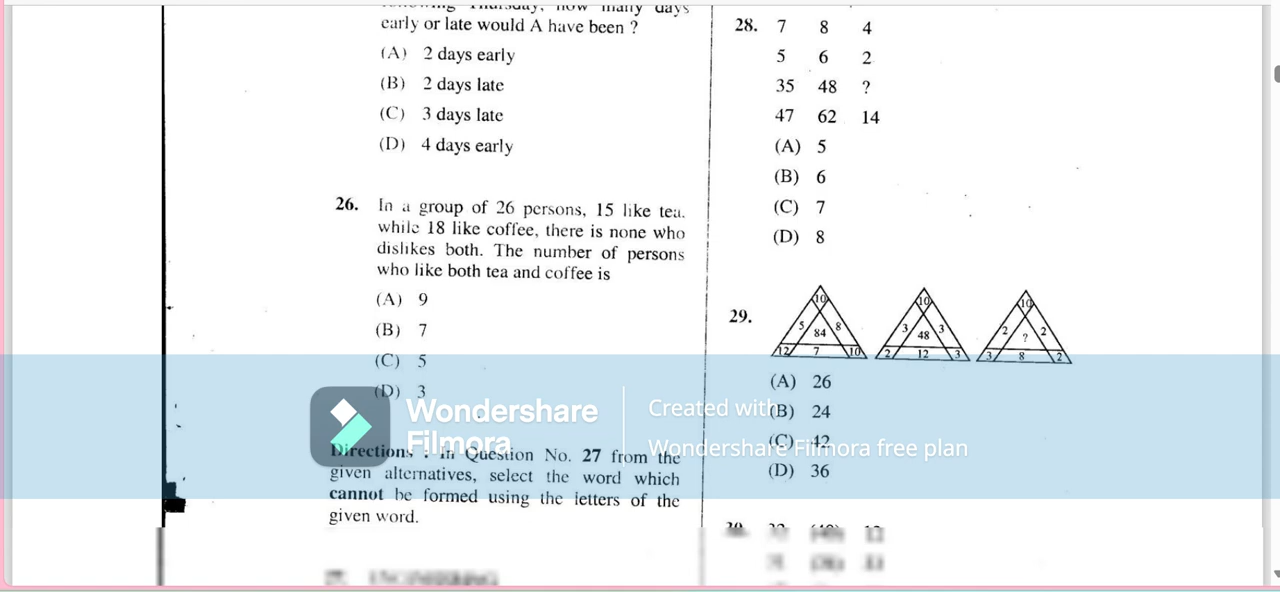 early or late would A have been ?
(A) 2 days early
(B) 2 days late
(C) 3 days late
(D) 4 days early
26. In a group of 26 persons, 15 like tea.
while 18 like coffee, there is none who
dislikes both. The number of persons
who like both tea and coffee is
(A) 9
(B) 7
(C) 5
(D) 3
Directions : in Question No. 27 from the
given alternatives, select the word which
cannot be formed using the letters of the
given word.
28. 7 8 4
5 6 2
35 48 ?
47 62 14
(A) 5
(B) 6
(C) 7
(D) 8
29.
10
5 84 8
12 7 10
10
3 48 3
2 12 3
10
2 ? 2
3 8 2
(A) 26
(B) 24
(C) 42
(D) 36
Wondershare
Filmora
Created with
Wondershare Filmora free plan